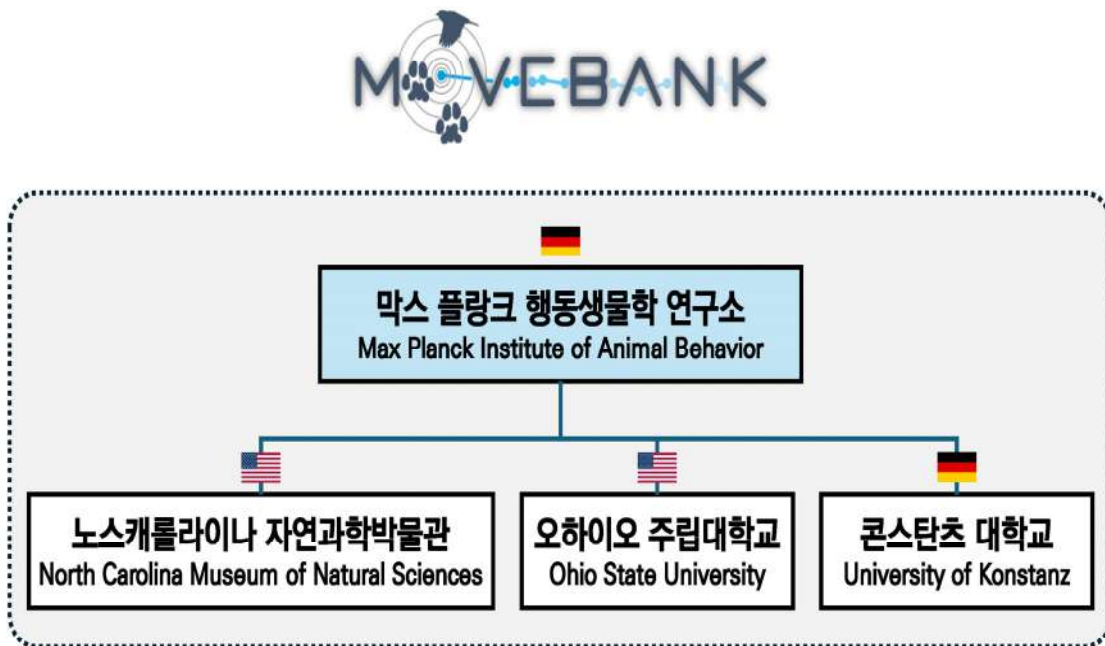 MOVEBANK
막스 플랑크 행동생물학 연구소
Max Planck Institute of Animal Behavior
노스캐롤라이나 자연과학박물관
North Carolina Museum of Natural Sciences
오하이오 주립대학교
Ohio State University
콘스탄츠 대학교
University of Konstanz